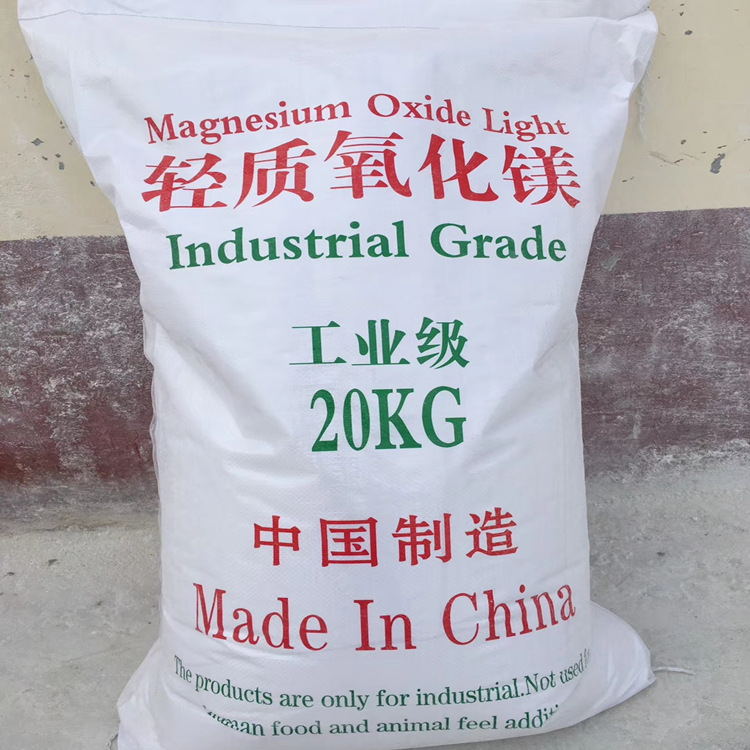 Magnesium Oxide Light
轻质氧化镁
Industrial Grade
工业级
20KG
中国制造
Made In China
The products are only for industrial.Not used
food and animal feel